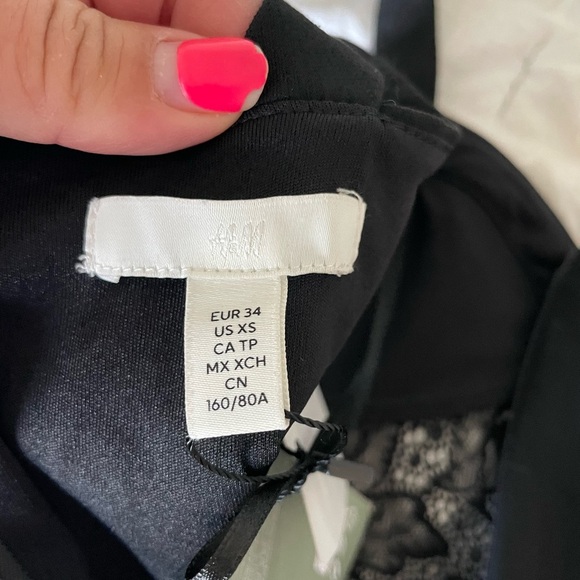 EUR 34
US XS
CA TP
MX XCH
CN
160/80A